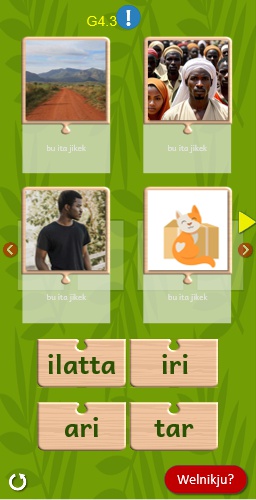 G4.3 !
bu ita jikek
bu ita jikek
bu ita jikek
bu ita jikek
ilatta
iri
ari
tar
Welnikju?